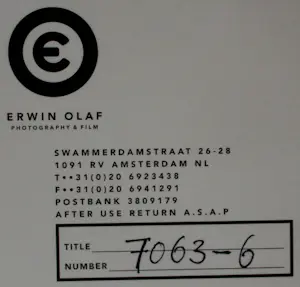 e
ERWIN OLAF
PHOTOGRAPHY & FILM
SWAMMERDAMSTRAAT 26-28
1091 RV AMSTERDAM NL
T••31(0)20 6923438
F••31(0)20 6941291
POSTBANK 3809179
AFTER USE RETURN A.S.A.P
TITLE 7063-6
NUMBER